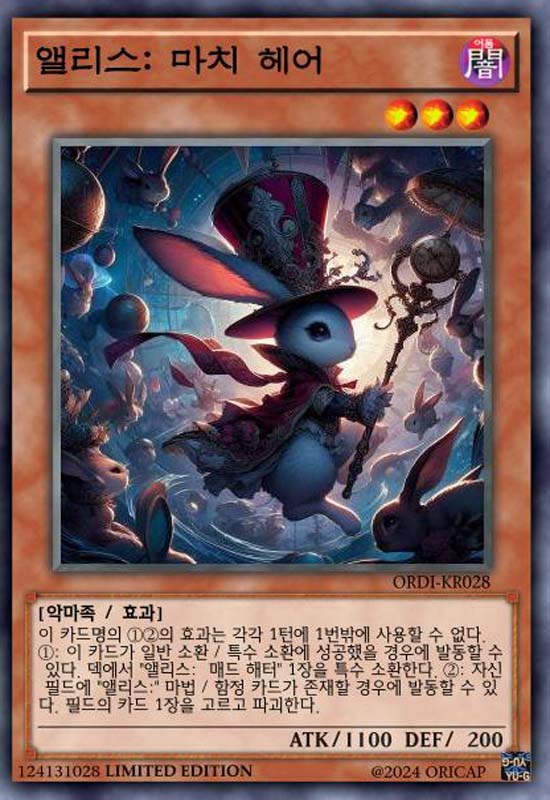 앨리스: 마치 헤어
어둠
闇
ORDI-KR028
[악마족 / 효과]
이 카드명의 ①②의 효과는 각각 1턴에 1번밖에 사용할 수 없다.
①: 이 카드가 일반 소환 / 특수 소환에 성공했을 경우에 발동할 수
있다. 덱에서 "앨리스: 매드 해터" 1장을 특수 소환한다. ②: 자신
필드에 "앨리스:" 마법 / 함정 카드가 존재할 경우에 발동할 수 있
다. 필드의 카드 1장을 고르고 파괴한다.
ATK/1100 DEF/ 200
124131028 LIMITED EDITION
©2024 ORICAP
YU-G
YU-G